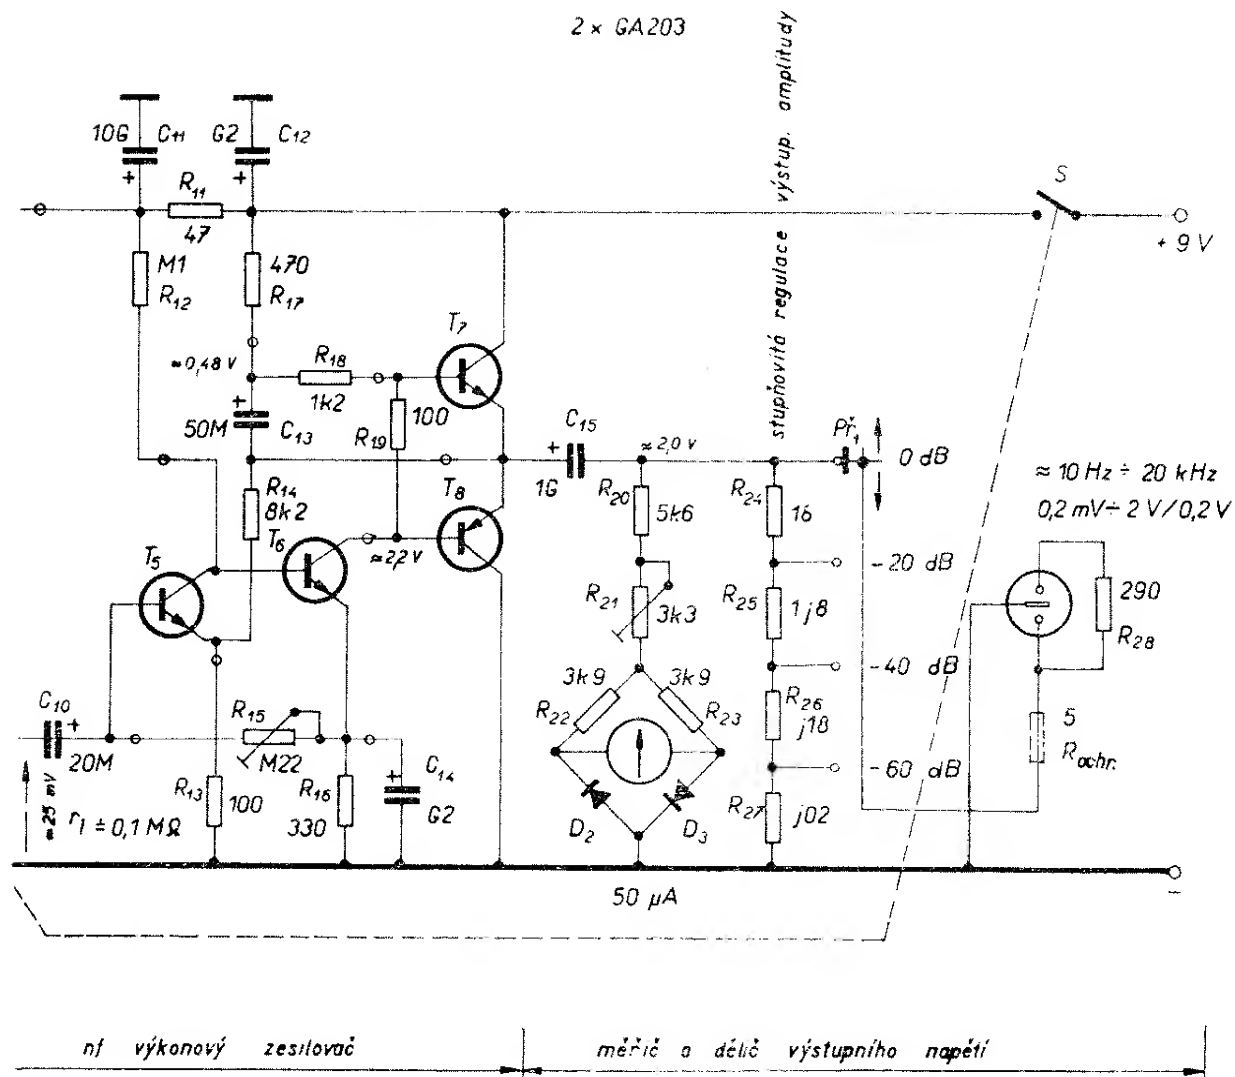 2 x GA203
stupňovitá regulace výstup. amplitudy
10G C11 G2 C12
S
R11
47
+ 9 V
M1 470
R12 R17
T7
≈0,48 V R18
1k2 100
50M C13 R19
C15
1G
≈2,0 V
Př.1
0 dB
≈ 10 Hz ÷ 20 kHz
0,2 mV÷ 2 V/0,2 V
R14
8k2
T8
R20
5k6
R24
16
T5 T6
≈2,2 V
-20 dB
R21
3k3
R25
1j8
290
R28
-40 dB
3k9 3k9
R22 R23
R26
j18
5
Rochr.
C10
20M
R15
M22
C14
G2
-60 dB
≈25 mV
r1 ± 0,1 MΩ
R13
100
R16
330
D2 D3
R27
j02
50 µA
-
nf výkonový zesilovač
měřič a dělič výstupního napětí